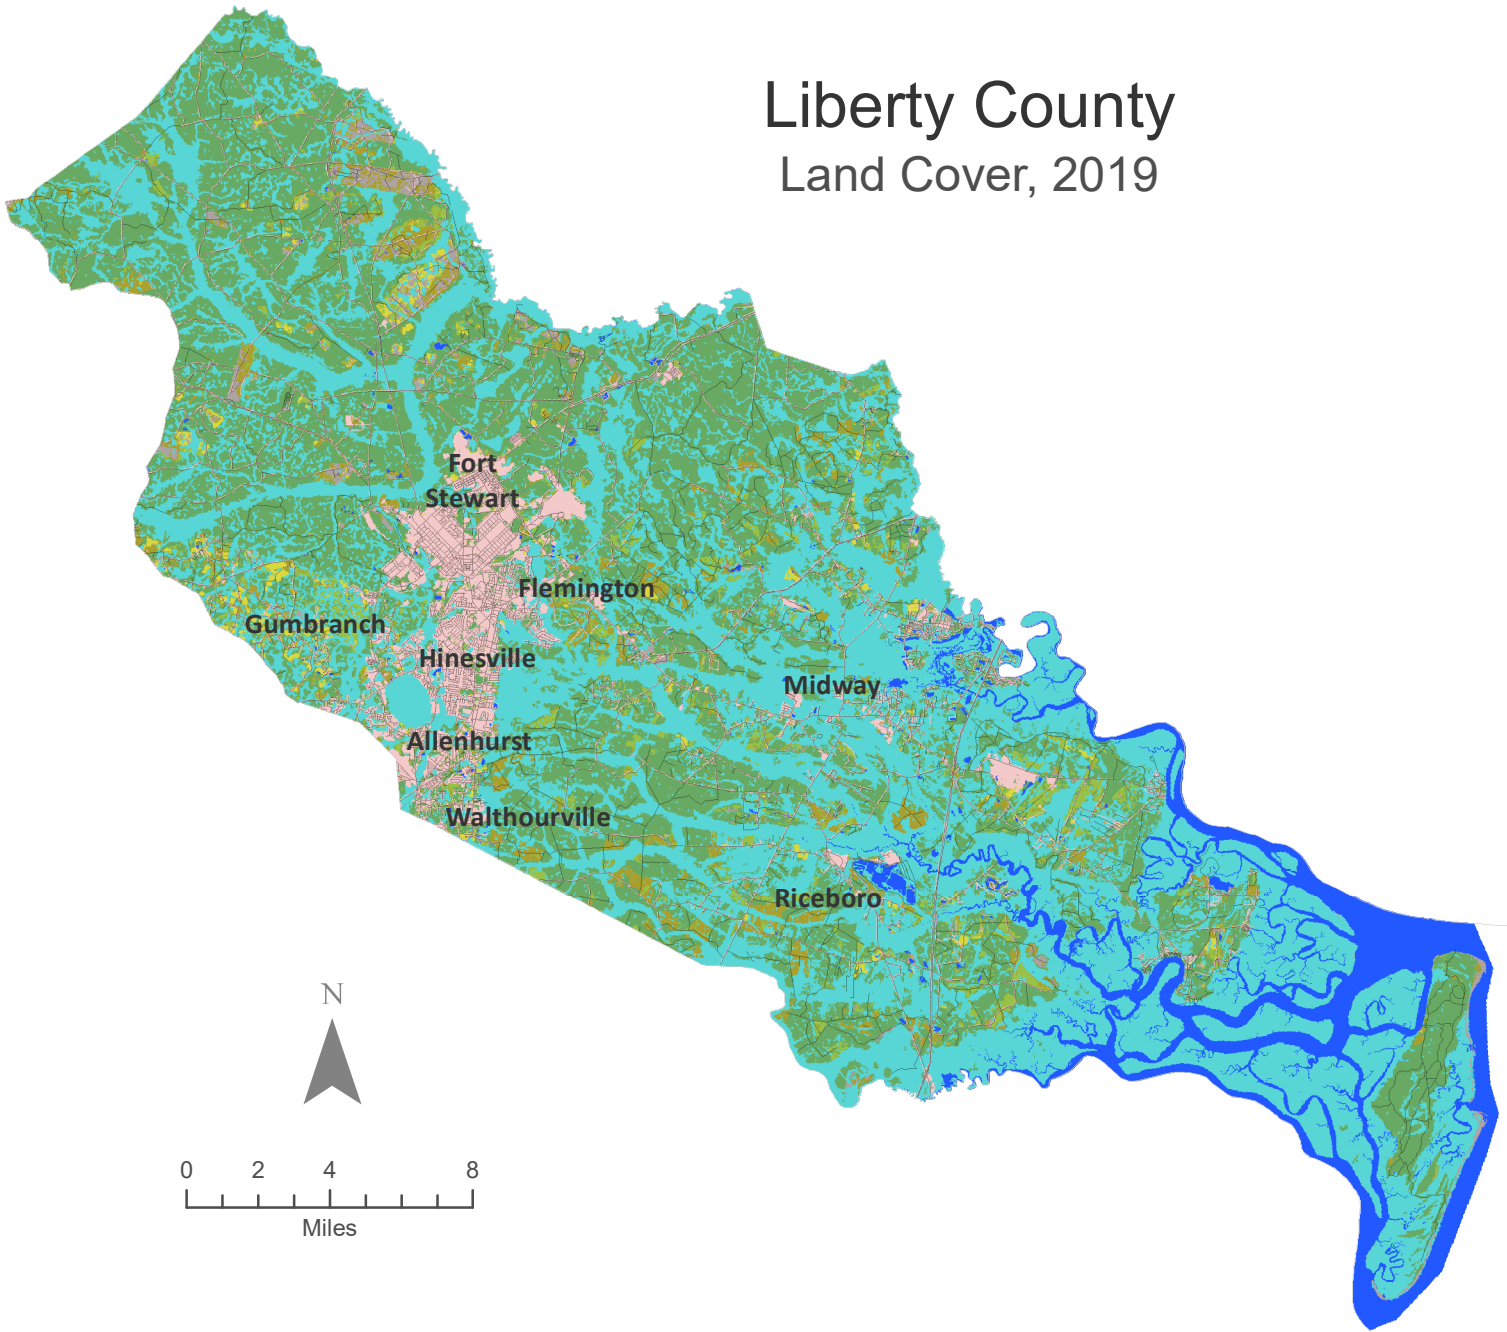 Liberty County
Land Cover, 2019
Fort
Stewart
Flemington
Gumbranch
Hinesville
Midway
Allenhurst
Walthourville
Riceboro
N
0 2 4 8
Miles